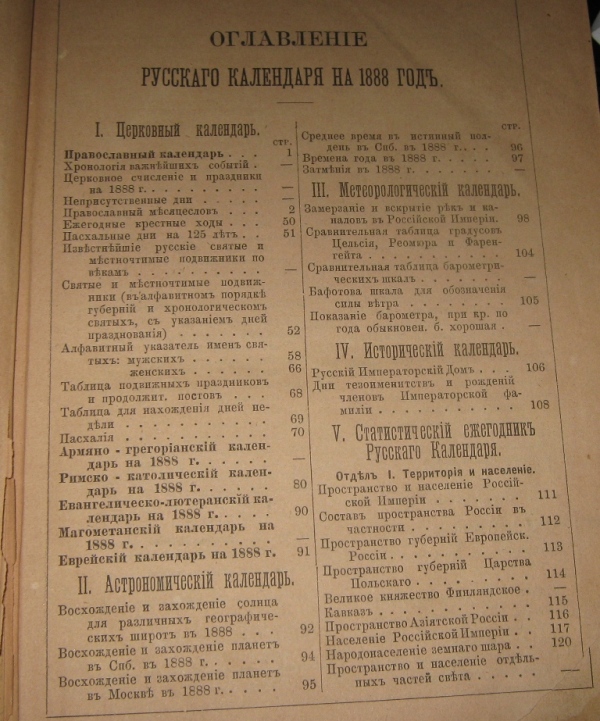 ОГЛАВЛЕНІЕ
РУССКАГО КАЛЕНДАРЯ НА 1888 ГОДЪ.
I. Церковный календарь.
стр.
Православный календарь . . . 1
Хронологія важнѣйшихъ событій . —
Церковное счисленіе и праздники
на 1888 г. . . . . . . . . —
Неприсутственные дни . . . . —
Православный мѣсяцесловъ . . . 2
Ежегодные крестные ходы . . . . 50
Пасхальные дни на 125 лѣтъ . . . 51
Извѣстнѣйшіе русскіе святые и
мѣстночтимые подвижники по
вѣкамъ . . . . . . . . . —
Святые и мѣстночтимые подвиж-
ники (въ алфавитномъ порядкѣ
губерній и хронологическомъ
святыхъ, съ указаніемъ дней
празднованія) . . . . . . . 52
Алфавитный указатель именъ свя-
тыхъ: мужскихъ . . . . . . 58
женскихъ . . . . . . 66
Таблица подвижныхъ праздниковъ
и продолжит. постовъ . . . . 68
Таблица для нахожденія дней не-
дѣли . . . . . . . . . . 69
Пасхалія . . . . . . . . . . 70
Армяно - грегоріанскій кален-
дарь на 1888 г. . . . . . . —
Римско - католическій кален-
дарь на 1888 г. . . . . . . 80
Евангелическо-лютеранскій ка-
лендарь на 1888 г. . . . . . 90
Магометанскій календарь на
1888 г. . . . . . . . . . —
Еврейскій календарь на 1888 г. 91
II. Астрономическій календарь.
Восхожденіе и захожденіе солнца
для различныхъ географиче-
скихъ широтъ въ 1888 . . . . 92
Восхожденіе и захожденіе планетъ
въ Спб. въ 1888 г. . . . . . 94
Восхожденіе и захожденіе планетъ
въ Москвѣ въ 1888 г. . . . . 95
стр.
Среднее время въ истинный пол-
день въ Спб. въ 1888 г. . . . 96
Времена года въ 1888 г. . . . . 97
Затмѣнія въ 1888 г. . . . . . . —
III. Метеорологическій календарь.
Замерзаніе и вскрытіе рѣкъ и ка-
наловъ въ Россійской Имперіи. 98
Сравнительная таблица градусовъ
Цельсія, Реомюра и Фарен-
гейта . . . . . . . . . . 104
Сравнительная таблица барометри-
ческихъ шкалъ . . . . . . . —
Бафотова шкала для обозначенія
силы вѣтра . . . . . . . . 105
Показаніе барометра, при кр. по
года обыкновен. б. хорошая . . —
IV. Историческій календарь.
Русскій Императорскій Домъ . . . 106
Дни тезоименитствъ и рожденій
членовъ Императорской фа-
миліи . . . . . . . . . . 108
V. Статистическій ежегодникъ
Русскаго Календаря.
Отдѣлъ I. Территорія и населеніе.
Пространство и населеніе Россій-
ской Имперіи . . . . . . . 111
Составъ пространства Россіи въ
частности . . . . . . . . 112
Пространство губерній Европейск.
Россіи . . . . . . . . . . 113
Пространство губерній Царства
Польскаго . . . . . . . . 114
Великое княжество Финляндское . —
Кавказъ . . . . . . . . . . 115
Пространство Азіятской Россіи . . 116
Населеніе Россійской Имперіи . . 117
Народонаселеніе земнаго шара . . 120
Пространство и населеніе отдѣль-
ныхъ частей свѣта . . . . . —